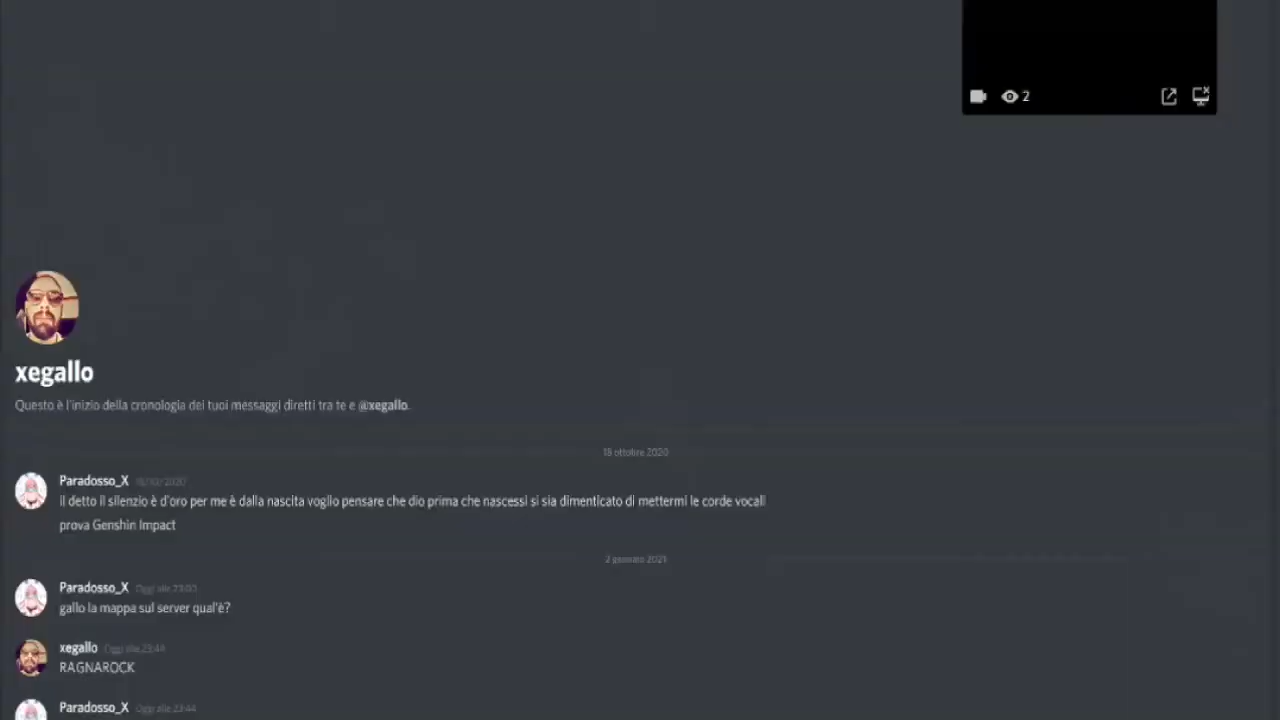 2
xegallo
Questo è l'inizio della cronologia dei tuoi messaggi diretti tra te e @xegallo.
18 ottobre 2020
Paradosso_X 18/10/2020
il detto il silenzio è d'oro per me è dalla nascita voglio pensare che dio prima che nascessi si sia dimenticato di mettermi le corde vocali
prova Genshin Impact
2 gennaio 2021
Paradosso_X Oggi alle 23:03
gallo la mappa sul server qual'è?
xegallo Oggi alle 23:44
RAGNAROCK
Paradosso_X Oggi alle 23:44